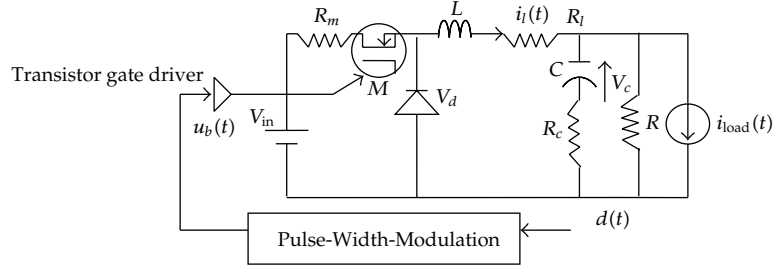 L
i_l(t)
R_l
R_m
Transistor gate driver
M
V_d
C
V_c
u_b(t)
V_in
R_c
R
i_load(t)
d(t)
Pulse-Width-Modulation